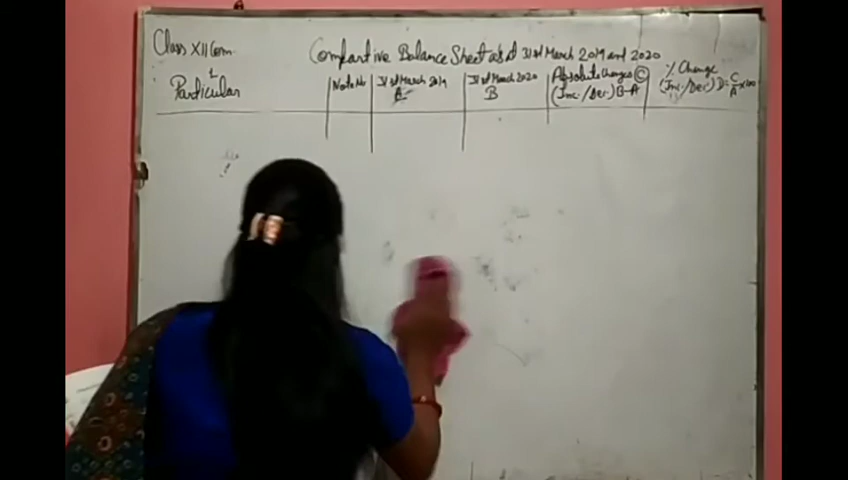 Class XII Com
Compartive Balance Sheet as at 31st March 2019 and 2020
Particular
Note No
31st March 2019
A
31st March 2020
B
Absolute Changes C
(Inc./Dec.) B-A
% Change
(Inc./Dec.) D= C/A ×100